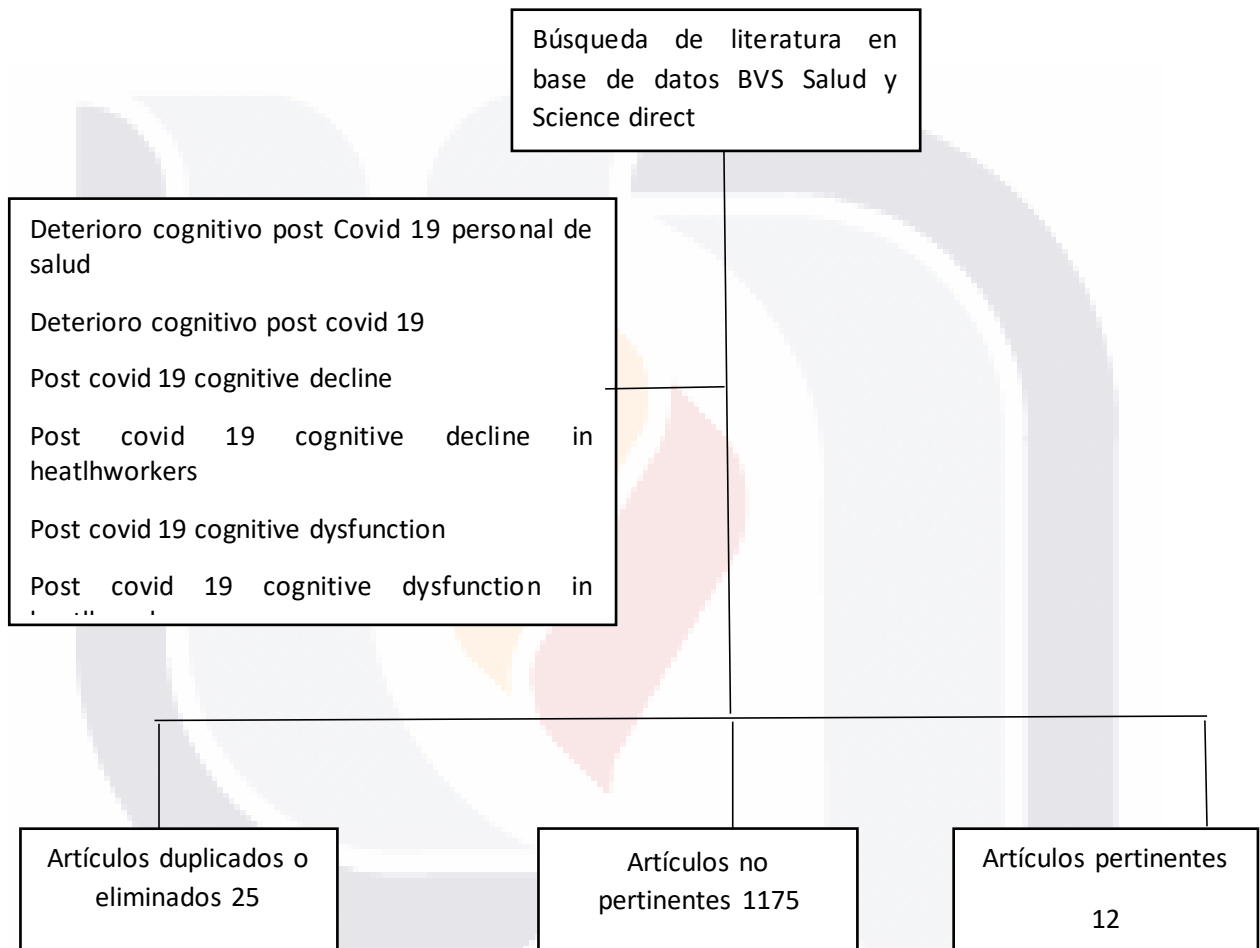 Búsqueda de literatura en
base de datos BVS Salud y
Science direct
Deterioro cognitivo post Covid 19 personal de
salud
Deterioro cognitivo post covid 19
Post covid 19 cognitive decline
Post covid 19 cognitive decline in
heatlhworkers
Post covid 19 cognitive dysfunction
Post covid 19 cognitive dysfunction in
Artículos duplicados o
eliminados 25
Artículos no
pertinentes 1175
Artículos pertinentes
12